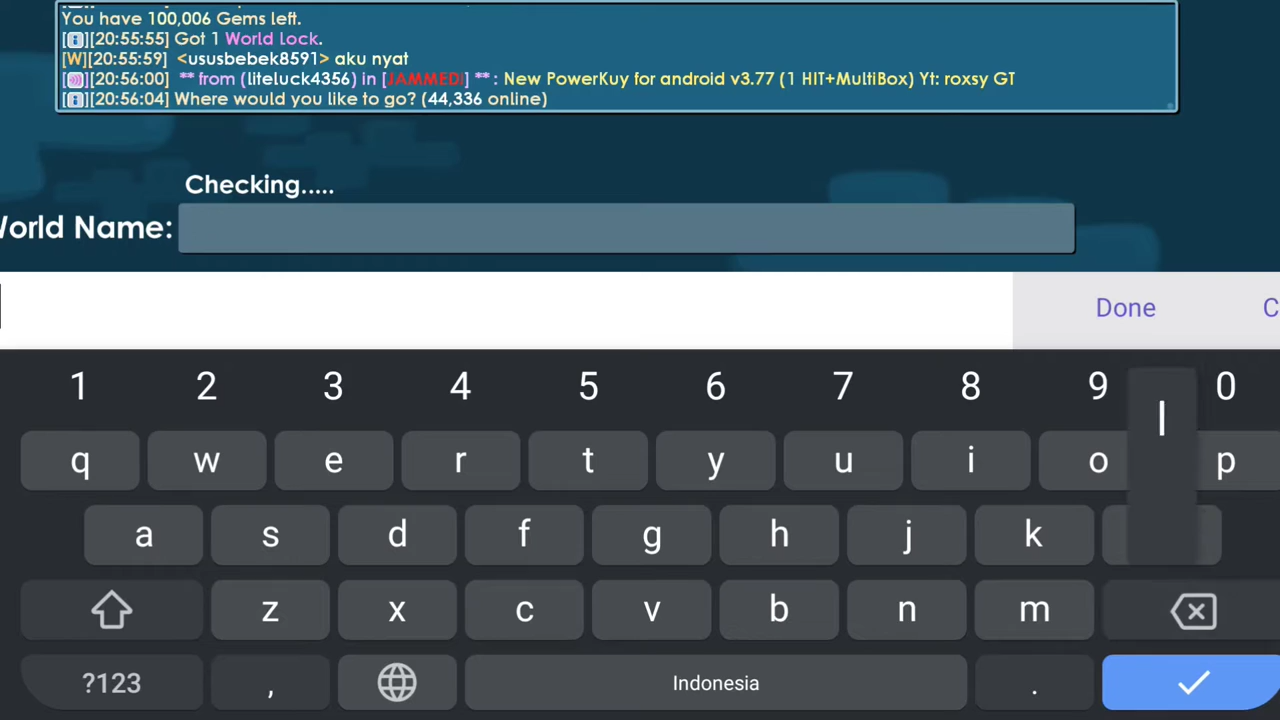 You have 100,006 Gems left.
[i][20:55:55] Got 1 World Lock.
[W][20:55:59] <ususbebek8591> aku nyat
[20:56:00] ** from (liteluck4356) in [JAMMED!] ** : New PowerKuy for android v3.77 (1 HIT+MultiBox) Yt: roxsy GT
[i][20:56:04] Where would you like to go? (44,336 online)
Checking.....
World Name:
Done C
1 2 3 4 5 6 7 8 9 0
l
q w e r t y u i o p
a s d f g h j k
z x c v b n m
?123 , Indonesia .